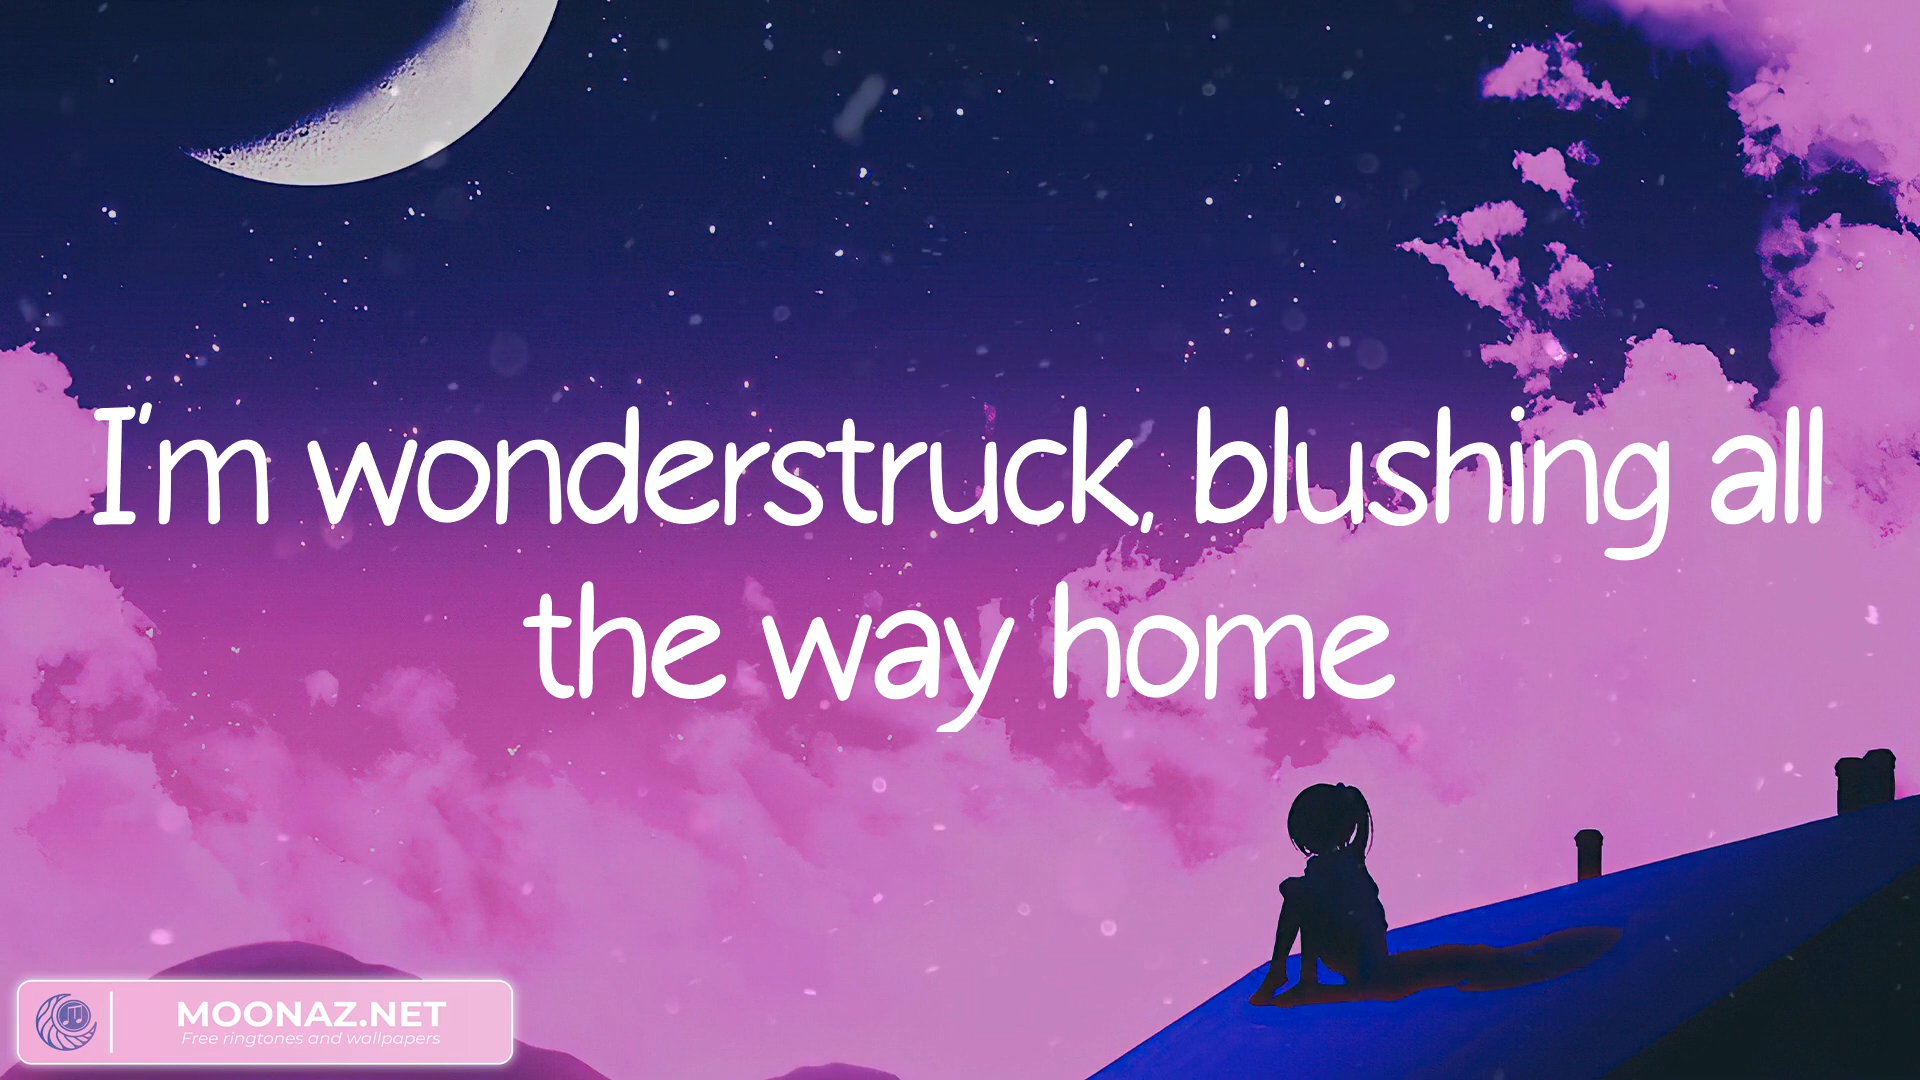 I'm wonderstruck, blushing all
the way home
MOONAZ.NET
Free ringtones and wallpapers